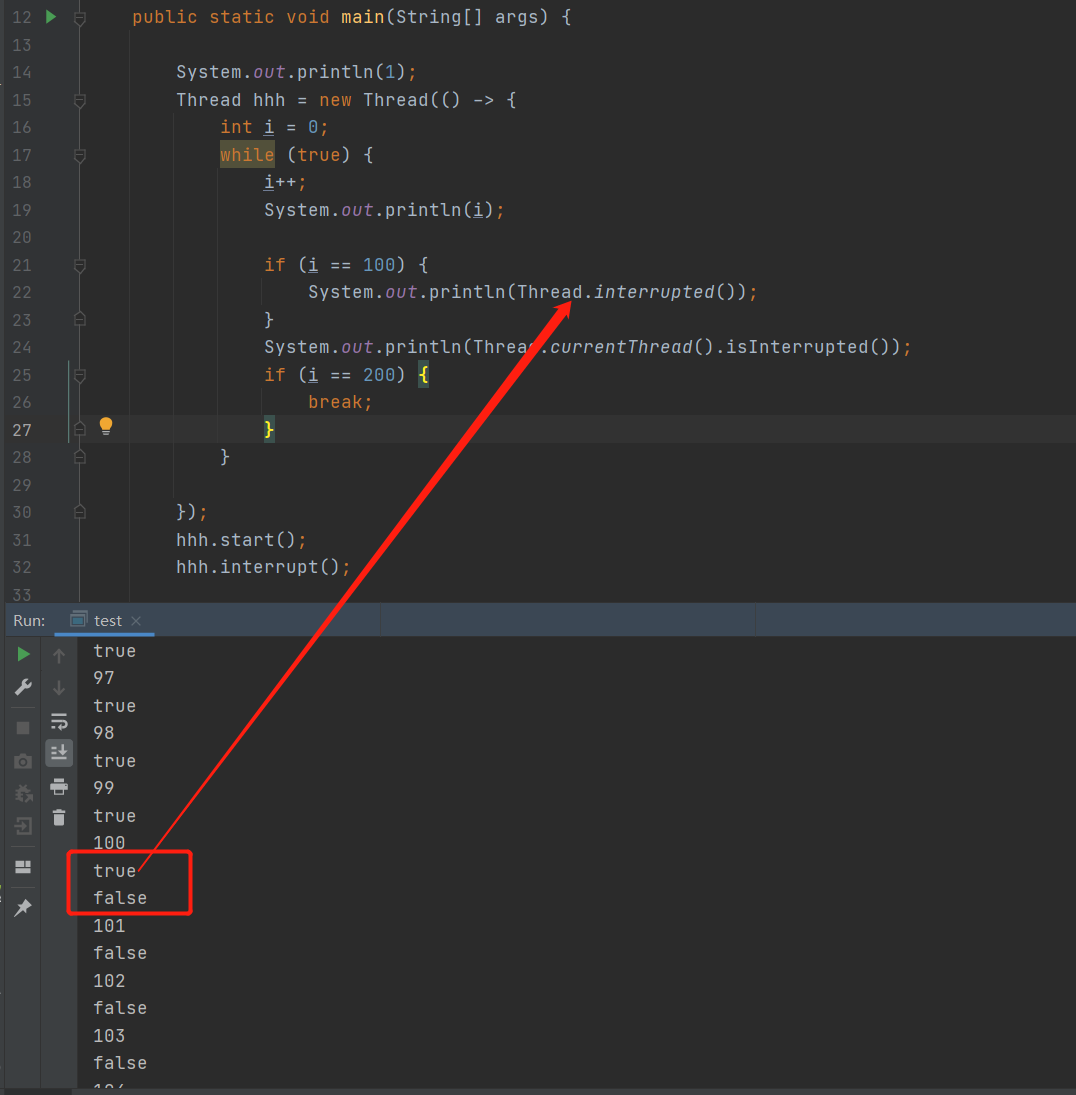 12 public static void main(String[] args) {
13
14 System.out.println(1);
15 Thread hhh = new Thread(() -> {
16 int i = 0;
17 while (true) {
18 i++;
19 System.out.println(i);
20
21 if (i == 100) {
22 System.out.println(Thread.interrupted());
23 }
24 System.out.println(Thread.currentThread().isInterrupted());
25 if (i == 200) {
26 break;
27 }
28 }
29
30 });
31 hhh.start();
32 hhh.interrupt();
33
Run: test
true
97
true
98
true
99
true
100
true
false
101
false
102
false
103
false